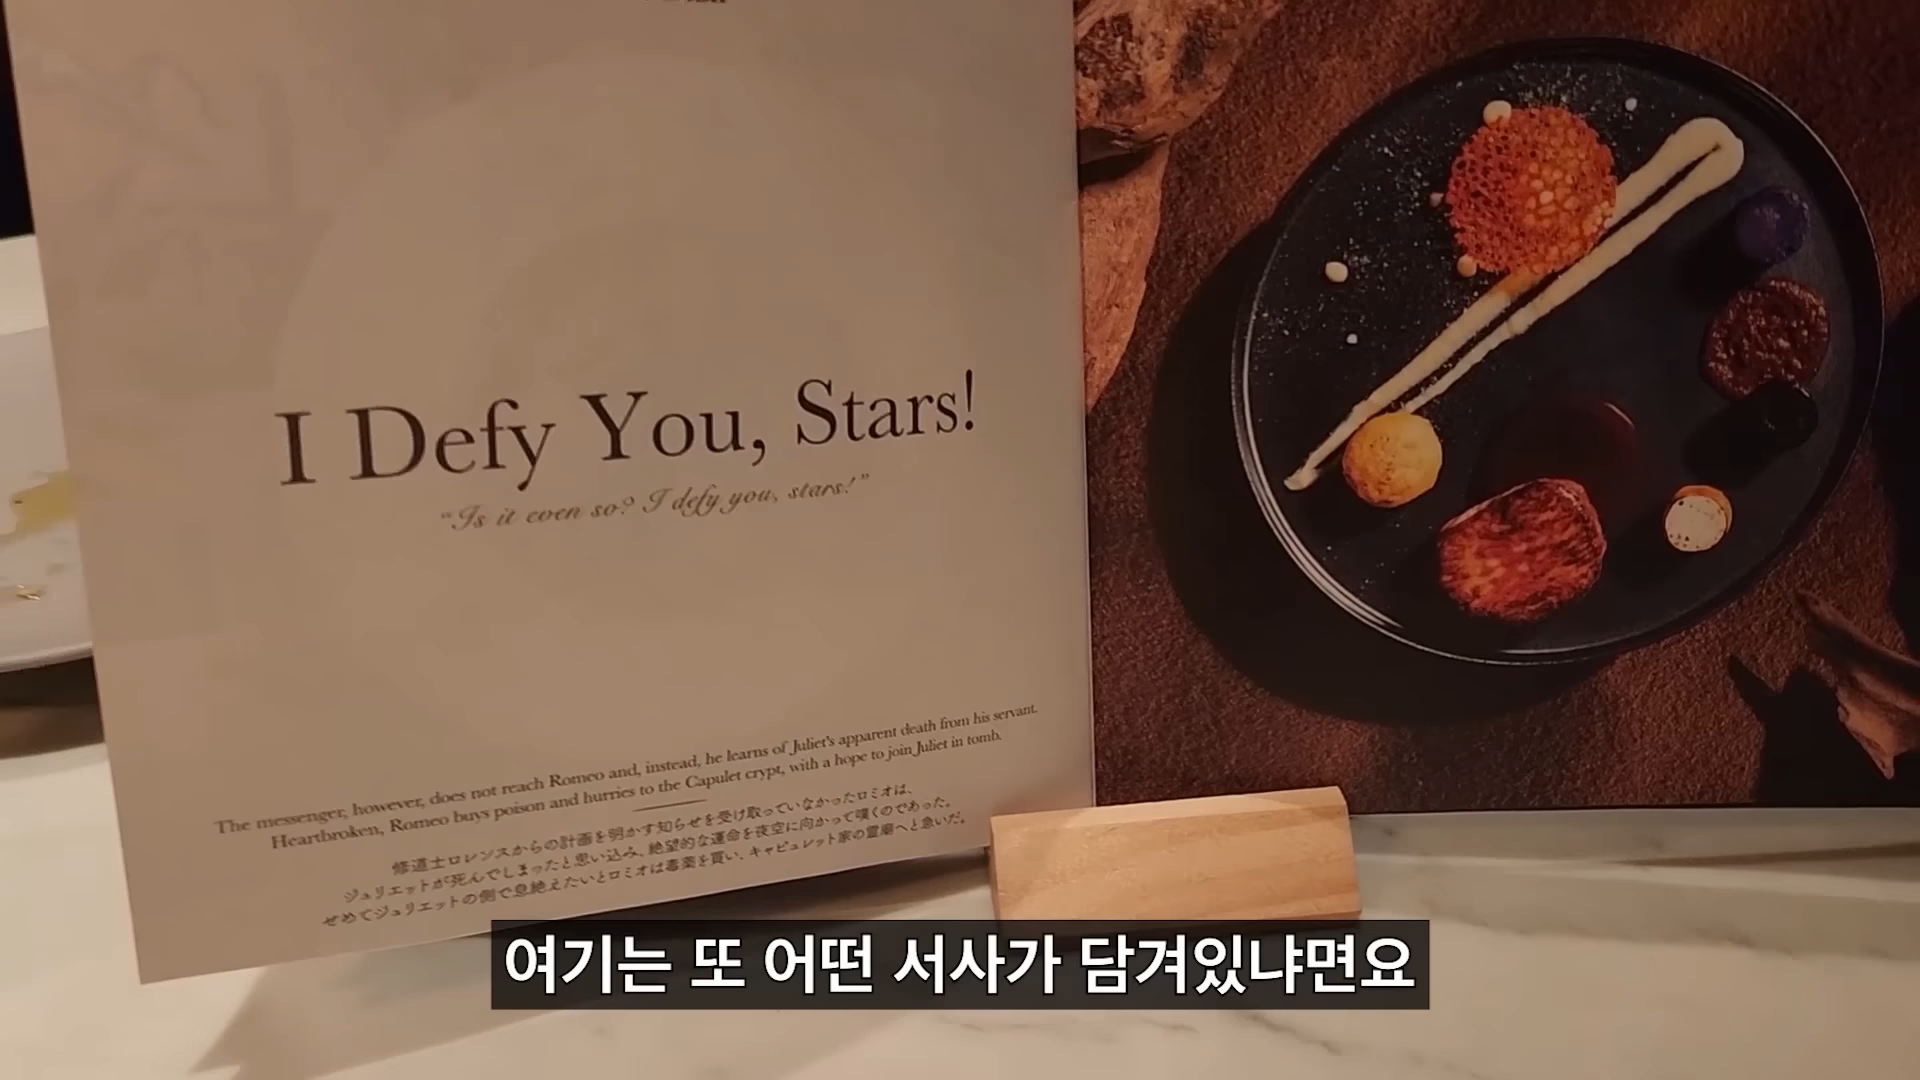 I Defy You, Stars!
“Is it even so? I defy you, stars!”
The messenger, however, does not reach Romeo and, instead, he learns of Juliet's apparent death from his servant.
Heartbroken, Romeo buys poison and hurries to the Capulet crypt, with a hope to join Juliet in tomb.
修道士ロレンスからの計画を明かす知らせを受け取っていなかったロミオは、
ジュリエットが死んでしまったと思い込み、絶望的な運命を夜空に向かって嘆くのであった。
せめてジュリエットの側で息絶えたいとロミオは毒薬を買い、キャピュレット家の霊廟へと急いだ。
여기는 또 어떤 서사가 담겨있냐면요